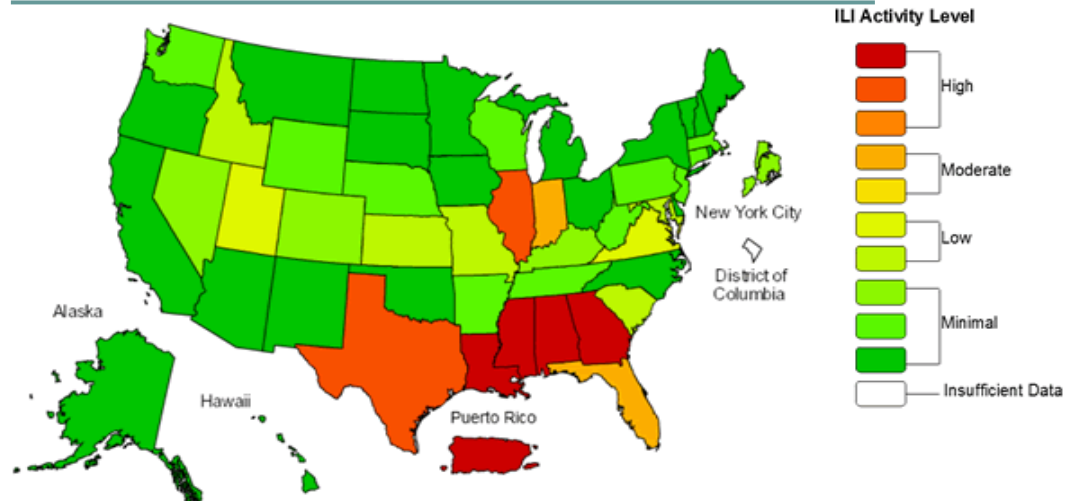 ILI Activity Level
High
Moderate
Low
Minimal
Insufficient Data
New York City
District of
Columbia
Alaska
Hawaii
Puerto Rico